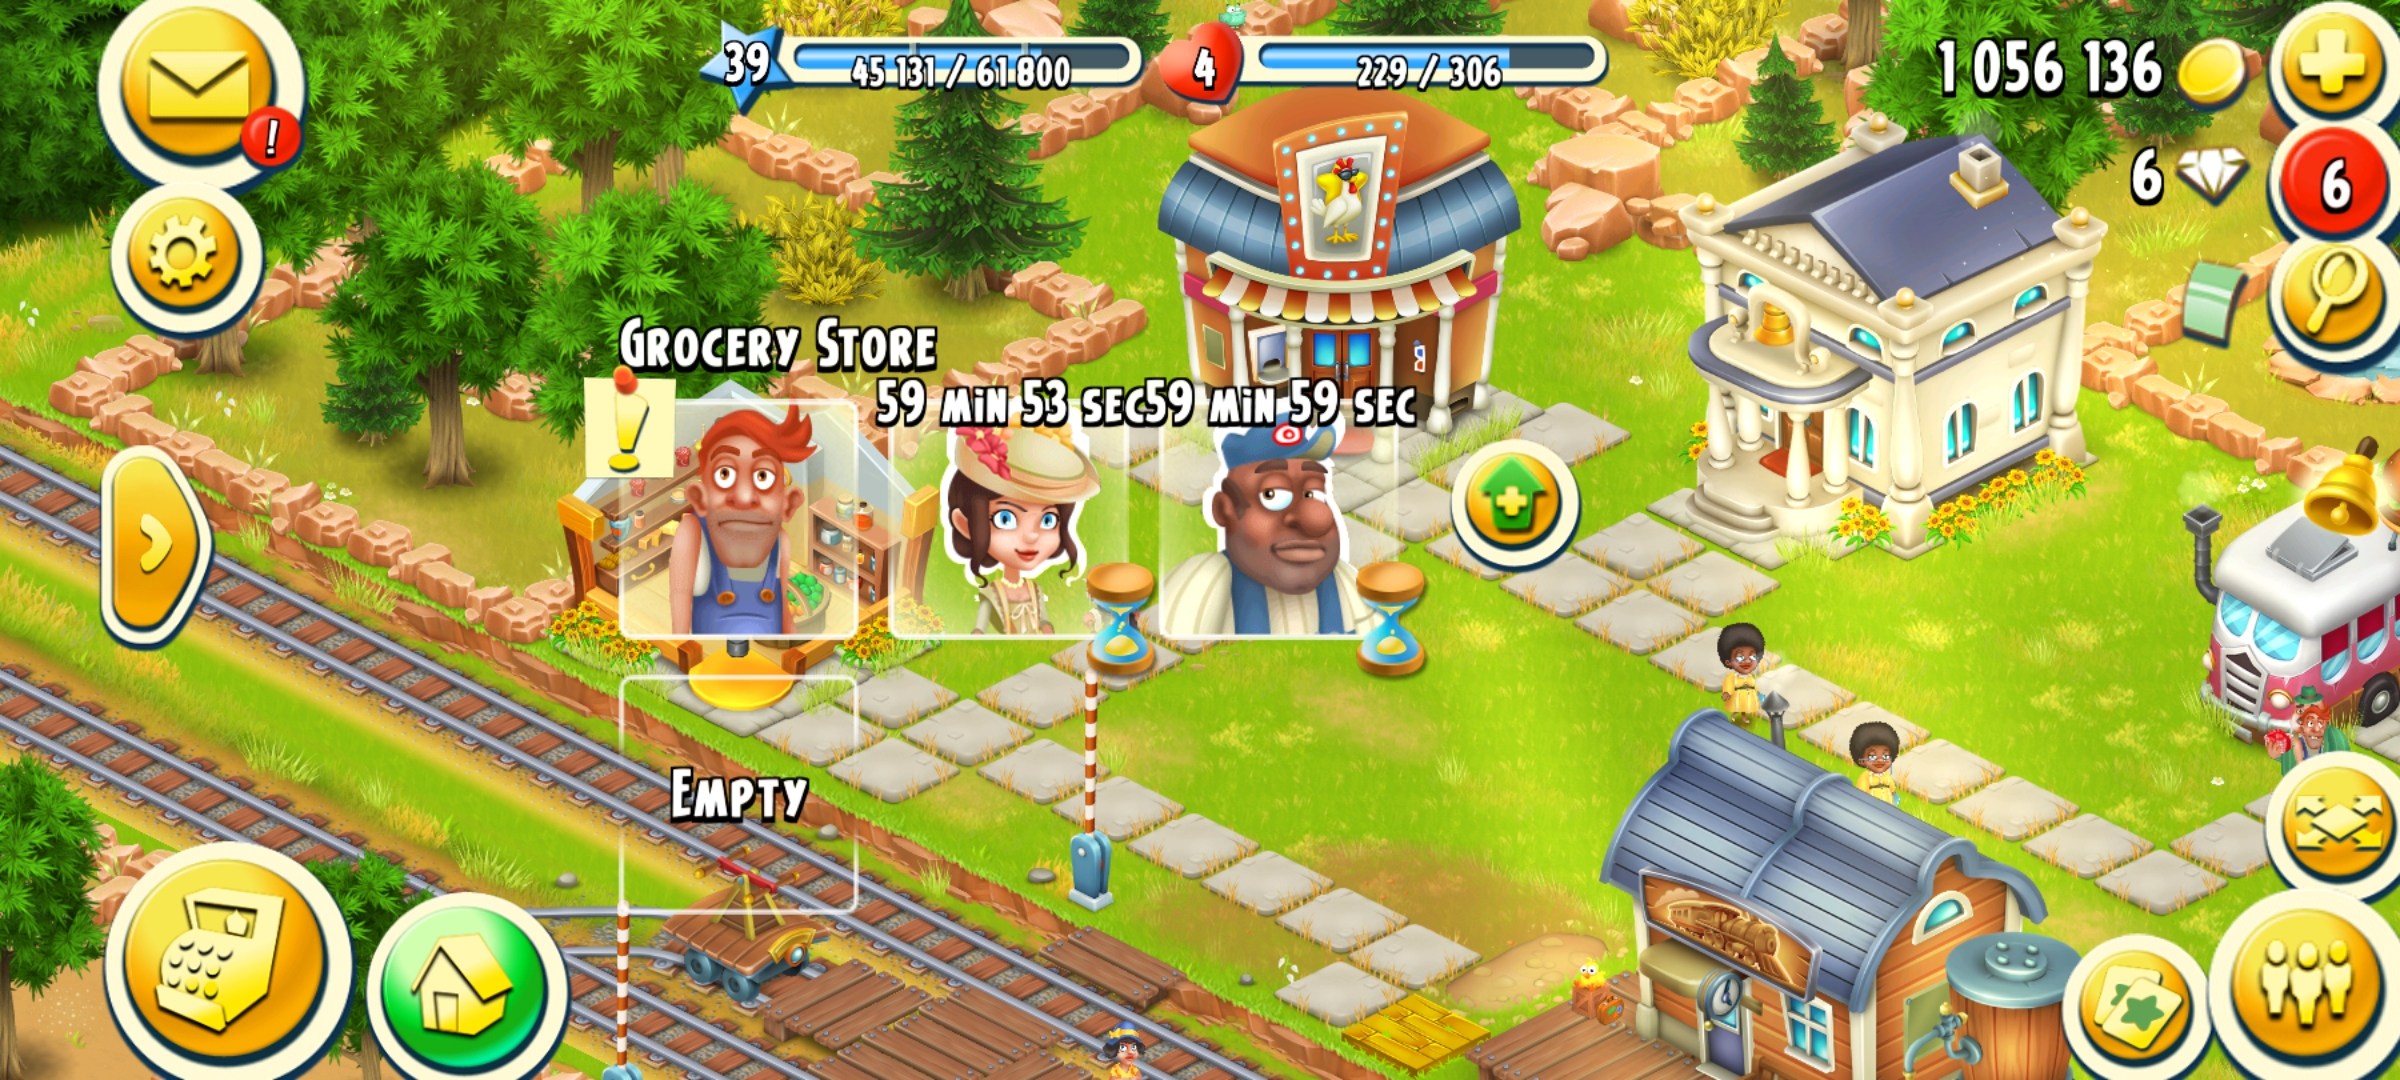 39
45 131 / 61 800
4
229 / 306
1 056 136
!
6
6
GROCERY STORE
59 MIN 53 SEC
59 MIN 59 SEC
EMPTY